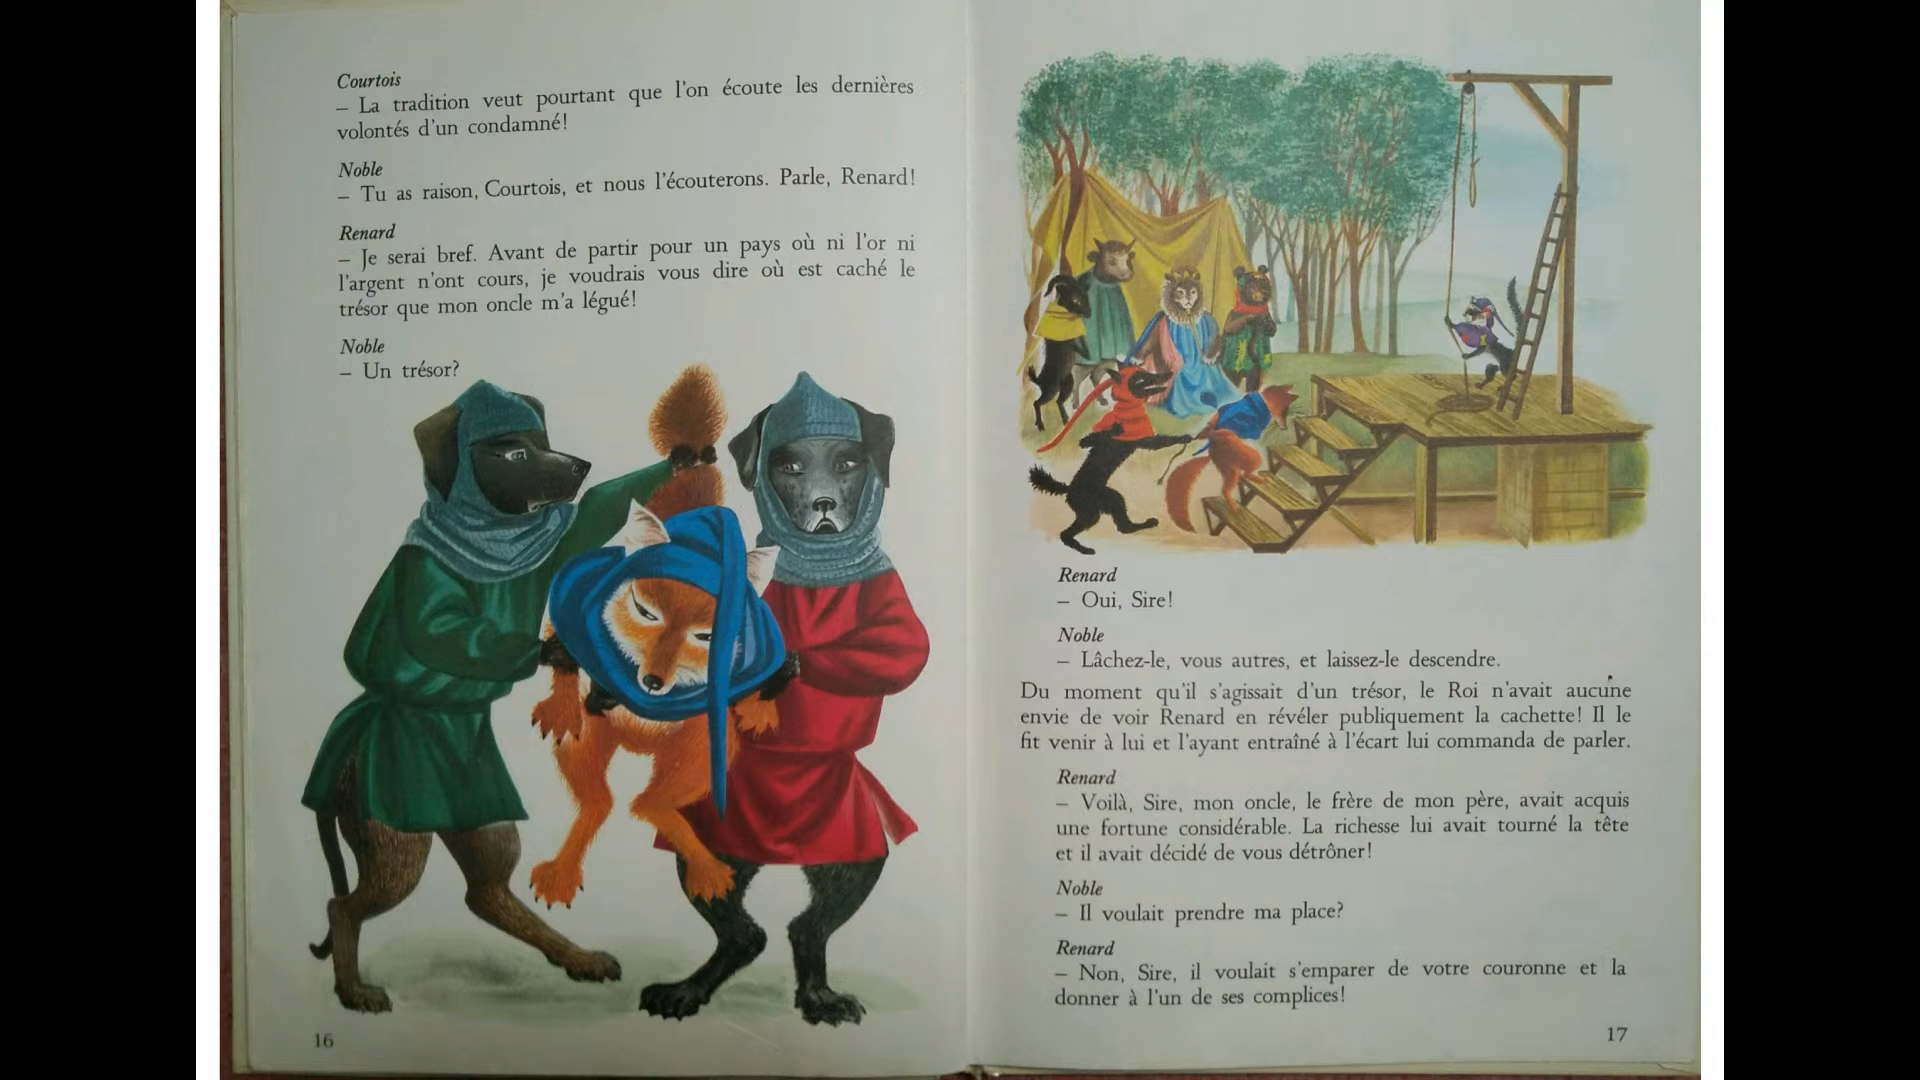 Courtois
– La tradition veut pourtant que l'on écoute les dernières
volontés d'un condamné!
Noble
– Tu as raison, Courtois, et nous l'écouterons. Parle, Renard!
Renard
– Je serai bref. Avant de partir pour un pays où ni l'or ni
l'argent n'ont cours, je voudrais vous dire où est caché le
trésor que mon oncle m'a légué!
Noble
– Un trésor?
16
Renard
– Oui, Sire!
Noble
– Lâchez-le, vous autres, et laissez-le descendre.
Du moment qu'il s'agissait d'un trésor, le Roi n'avait aucune
envie de voir Renard en révéler publiquement la cachette! Il le
fit venir à lui et l'ayant entraîné à l'écart lui commanda de parler.
Renard
– Voilà, Sire, mon oncle, le frère de mon père, avait acquis
une fortune considérable. La richesse lui avait tourné la tête
et il avait décidé de vous détrôner!
Noble
– Il voulait prendre ma place?
Renard
– Non, Sire, il voulait s'emparer de votre couronne et la
donner à l'un de ses complices!
17